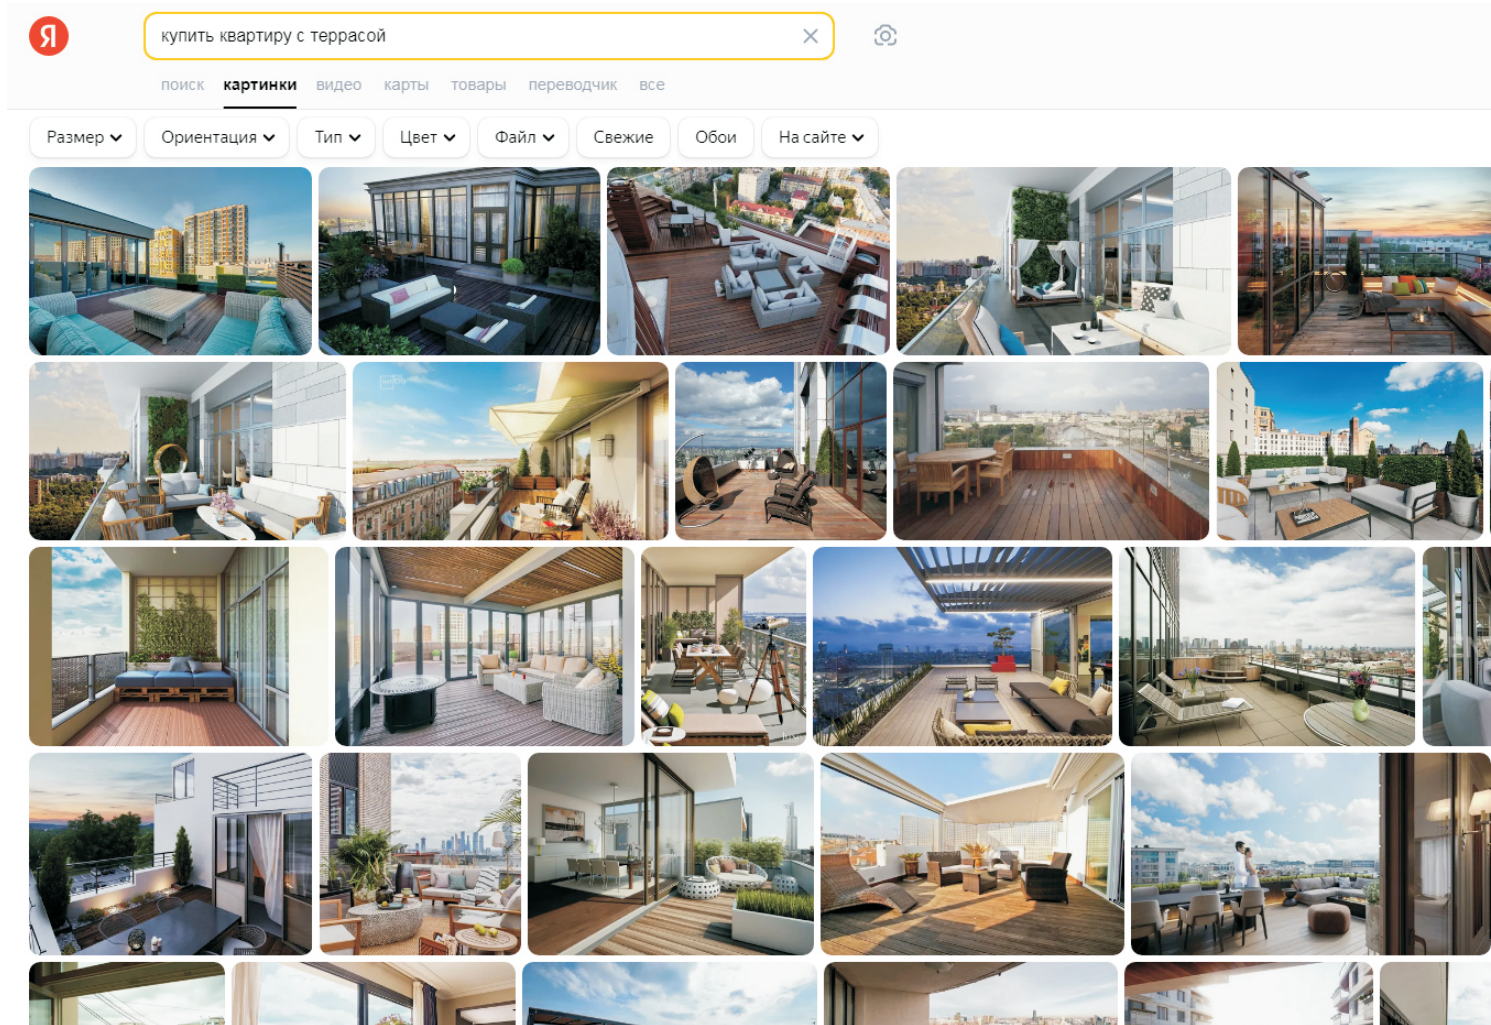 Я
купить квартиру с террасой
поиск картинки видео карты товары переводчик все
Размер Ориентация Тип Цвет Файл Свежие Обои На сайте